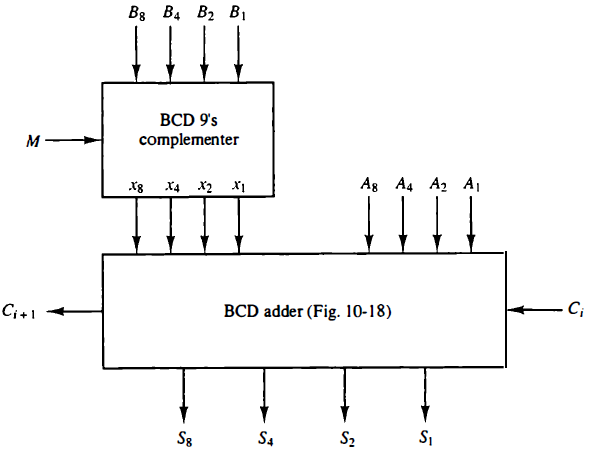 B₈ B₄ B₂ B₁
BCD 9's
complementer
M
x₈ x₄ x₂ x₁
A₈ A₄ A₂ A₁
C₍ᵢ₊₁₎
BCD adder (Fig. 10-18)
Cᵢ
S₈ S₄ S₂ S₁